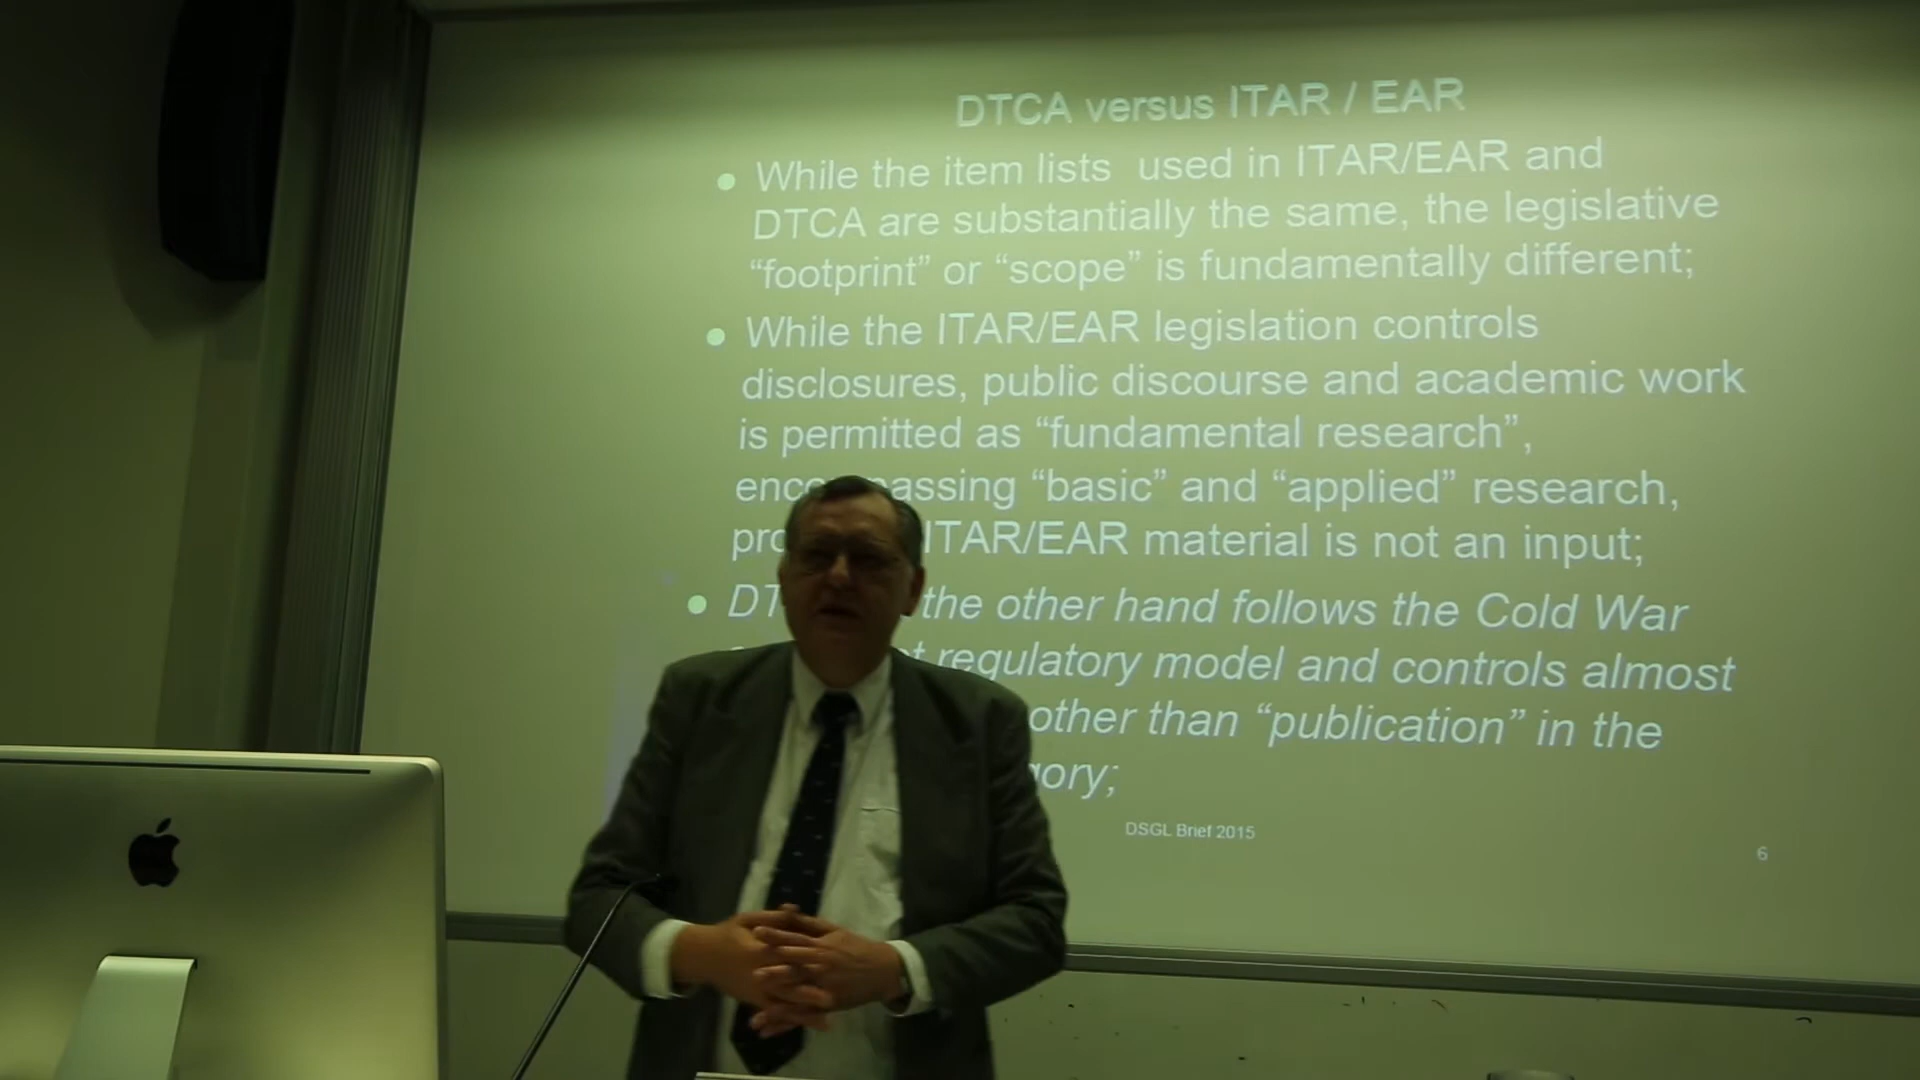 DTCA versus ITAR / EAR
• While the item lists used in ITAR/EAR and
DTCA are substantially the same, the legislative
“footprint” or “scope” is fundamentally different;
• While the ITAR/EAR legislation controls
disclosures, public discourse and academic work
is permitted as “fundamental research”,
“basic” and “applied” research,
ITAR/EAR material is not an input;
• the other hand follows the Cold War
regulatory model and controls almost
other than “publication” in the
DSGL Brief 2015
6